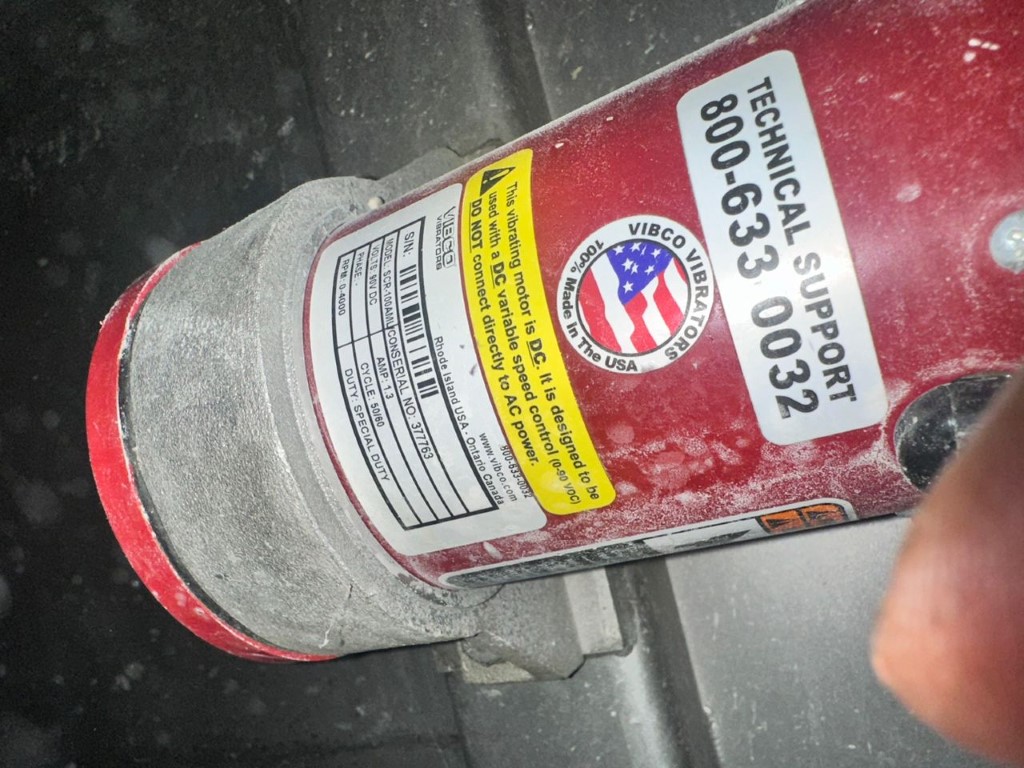 TECHNICAL SUPPORT
800-633 0032
VIBCO VIBRATORS
100% Made In The USA
This vibrating motor is DC. It is designed to be
used with a DC variable speed control (0-90 VDC)
DO NOT connect directly to AC power.
VIBCO
VIBRATORS
800-633-0032
www.vibco.com
Rhode Island USA - Ontario Canada
S/N:
MODEL: SCR-100AMUCONSERIAL NO: 377763
VOLTS: 90V DC AMP: 1.3
PHASE: - CYCLE: 50/60
RPM: 0-4000 DUTY: SPECIAL DUTY